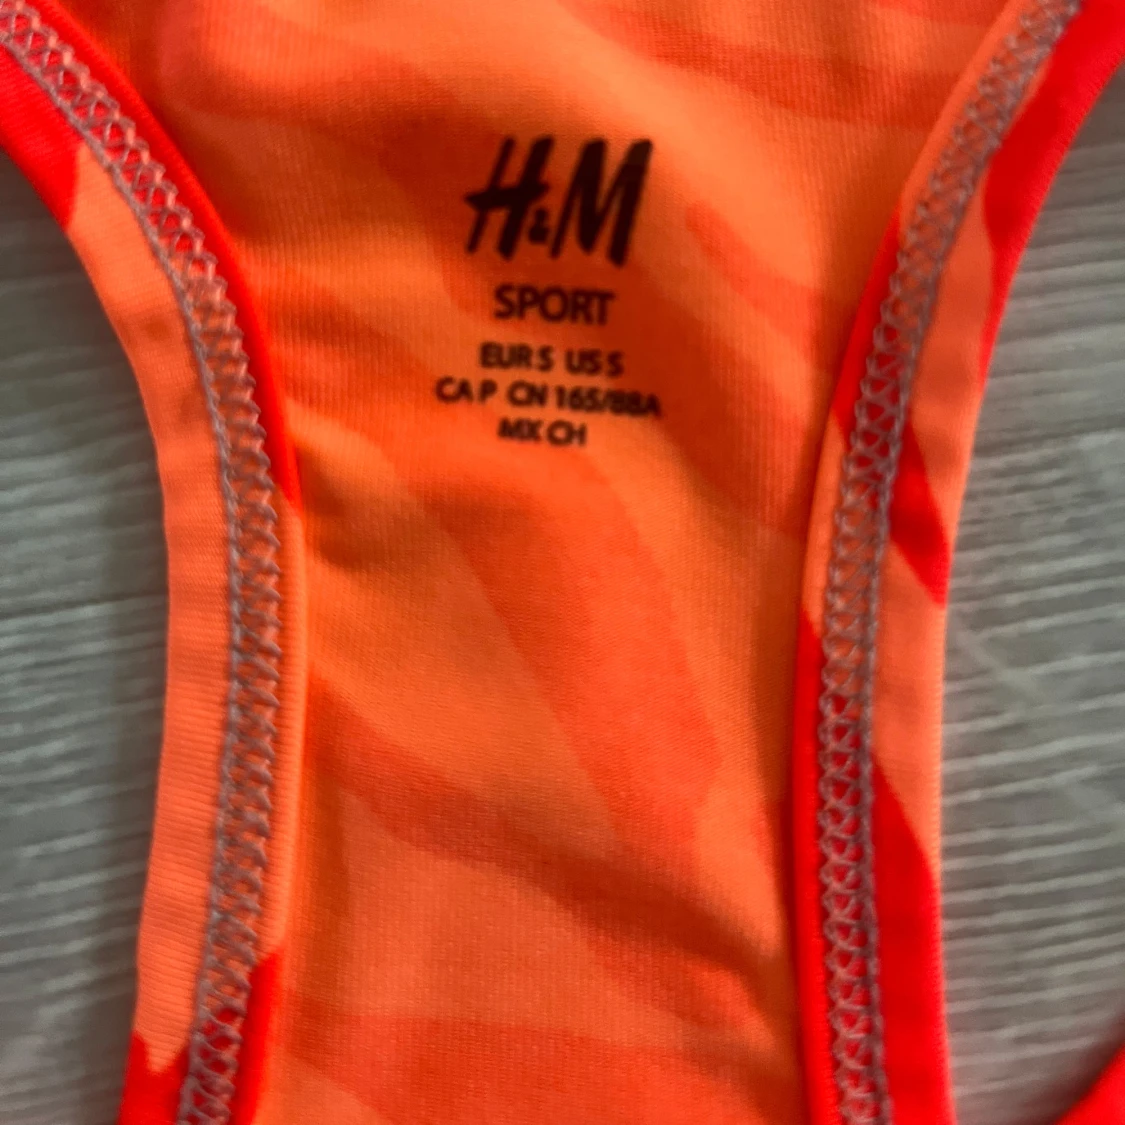 H&M
SPORT
EUR S US S
CA P CN 165/88A
MX CH